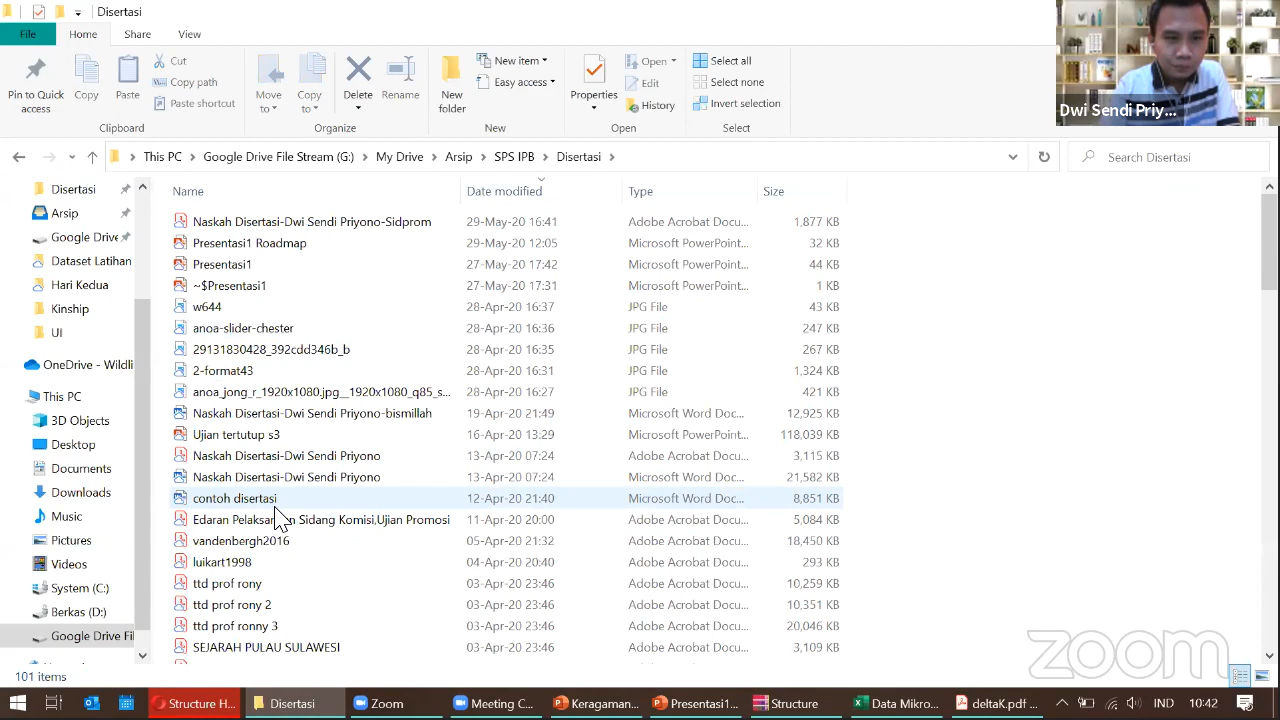 Disertasi
File Home Share View
Pin to Quick access
Copy
Paste
Cut
Copy path
Paste shortcut
Clipboard
Move to
Copy to
Delete
Rename
Organize
New folder
New item
Easy access
New
Properties
Open
Edit
History
Open
Select all
Select none
Invert selection
Select
Dwi Sendi Priy...
This PC > Google Drive File Stream (G:) > My Drive > Arsip > SPS IPB > Disertasi >
Search Disertasi
Disertasi
Arsip
Google Drive
Dataset Latihan
Hari Kedua
Kinship
UI
OneDrive - Wildli
This PC
3D Objects
Desktop
Documents
Downloads
Music
Pictures
Videos
System (C:)
Berkas (D:)
Google Drive Fil
Name Date modified Type Size
Naskah Disertasi-Dwi Sendi Priyono-Sidprom 29-May-20 16:41 Adobe Acrobat Docu... 1,877 KB
Presentasi1 Roadmap 29-May-20 12:05 Microsoft PowerPoint... 32 KB
Presentasi1 27-May-20 17:42 Microsoft PowerPoint... 44 KB
~$Presentasi1 27-May-20 17:31 Microsoft PowerPoint... 1 KB
w644 28-Apr-20 16:37 JPG File 43 KB
anoa-slider-chester 28-Apr-20 16:36 JPG File 247 KB
29131830428_392cdd346b_b 28-Apr-20 16:35 JPG File 267 KB
2-format43 28-Apr-20 16:31 JPG File 1,324 KB
anoa_jong_r_1920x1080.jpg__1920x1080_q85_s... 28-Apr-20 16:27 JPG File 421 KB
Naskah Disertasi-Dwi Sendi Priyono-bismillah 19-Apr-20 21:49 Microsoft Word Doc... 12,925 KB
Ujian tertutup s3 16-Apr-20 13:29 Microsoft PowerPoint... 118,039 KB
Naskah Disertasi-Dwi Sendi Priyono 13-Apr-20 07:24 Adobe Acrobat Docu... 3,115 KB
Naskah Disertasi-Dwi Sendi Priyono 13-Apr-20 07:24 Microsoft Word Doc... 21,582 KB
contoh disertasi 12-Apr-20 21:40 Microsoft Word Doc... 8,851 KB
Edaran Pelaksanaan Sidang Komisi,Ujian Promosi 11-Apr-20 20:00 Adobe Acrobat Docu... 5,084 KB
vandenbergh2016 05-Apr-20 21:32 Adobe Acrobat Docu... 18,450 KB
luikart1998 04-Apr-20 20:40 Adobe Acrobat Docu... 293 KB
ttd prof rony 03-Apr-20 23:46 Adobe Acrobat Docu... 10,259 KB
ttd prof rony 2 03-Apr-20 23:46 Adobe Acrobat Docu... 10,351 KB
ttd prof ronny 3 03-Apr-20 23:46 Adobe Acrobat Docu... 20,046 KB
SEJARAH PULAU SULAWESI 03-Apr-20 23:46 Adobe Acrobat Docu... 3,109 KB
zoom
101 items
Structure H... Disertasi Zoom Meeting C... Keragaman... Presentasi1... Structure Data Mikro... deltaK.pdf ... IND 10:42